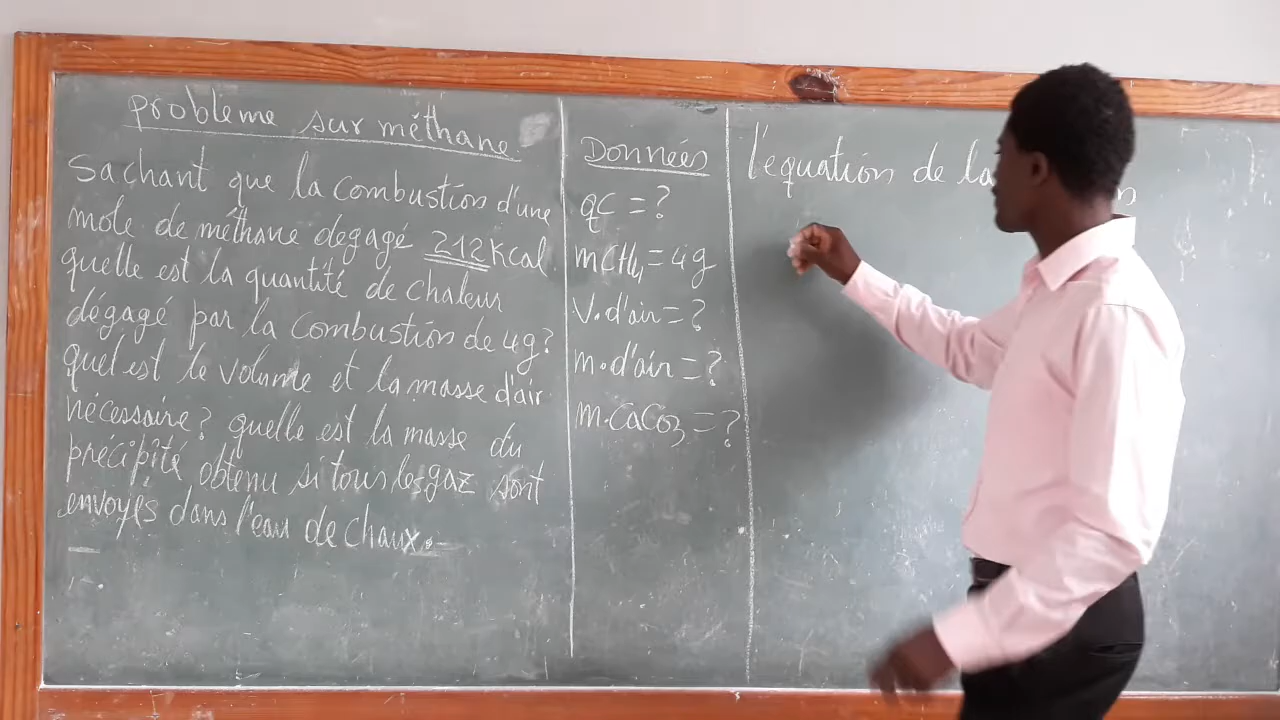 problème sur méthane.
Sachant que la combustion d'une
mole de méthane dégagé 212 Kcal
quelle est la quantité de chaleur
dégagé par la combustion de 4g?
quel est le volume et la masse d'air
nécessaire? quelle est la masse du
précipité obtenu si tous les gaz sont
envoyés dans l'eau de chaux.
Données
qc = ?
mCH4 = 4g
V. d'air = ?
m. d'air = ?
m. CaCo3 = ?
l'equation de la